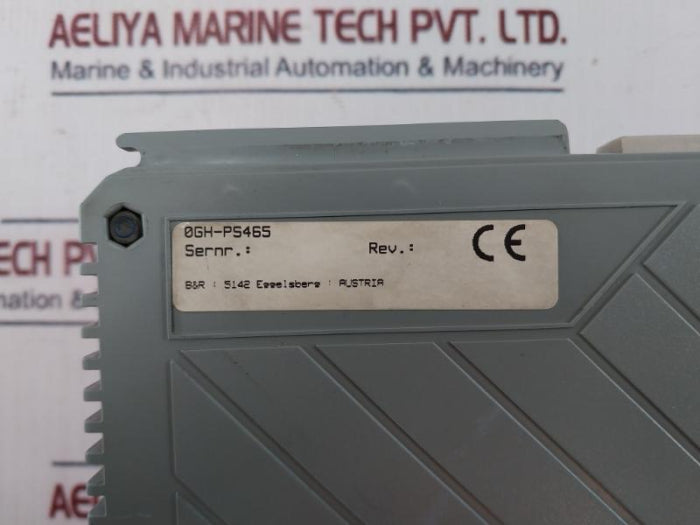 AELIYA MARINE TECH PVT. LTD.
Marine & Industrial Automation & Machinery
0GH-PS465
Sernr.: Rev.: CE
B&R : 5142 Eggelsberg : AUSTRIA
ECH PV
nation &
AE